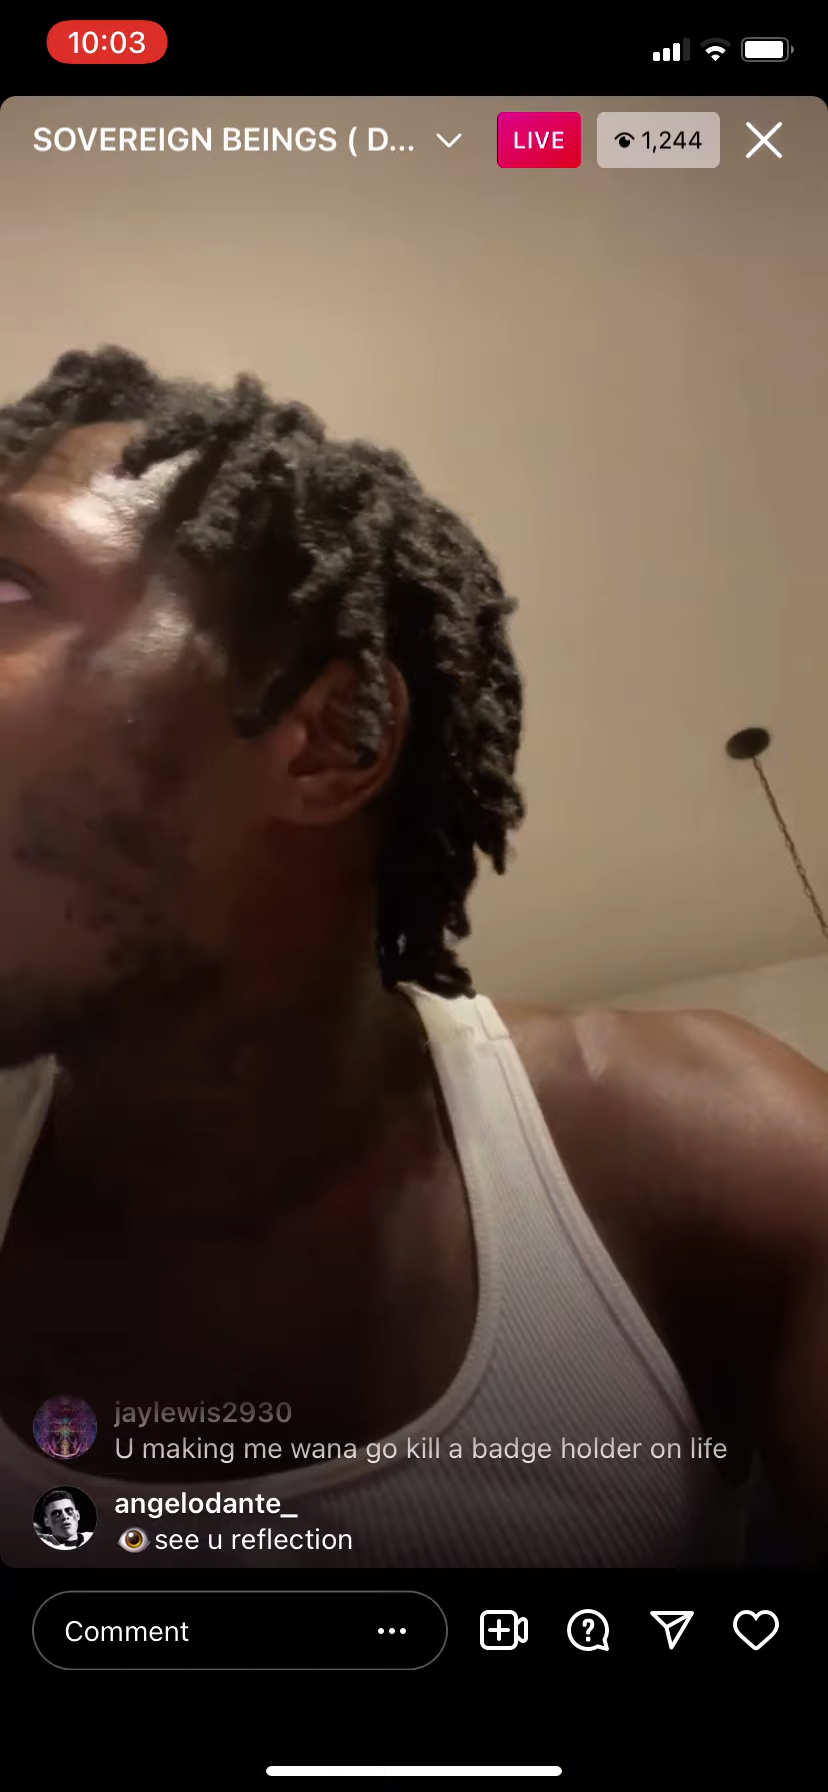 10:03
SOVEREIGN BEINGS ( D...
LIVE
1,244
jaylewis2930
U making me wana go kill a badge holder on life
angelodante_
👁️see u reflection
Comment